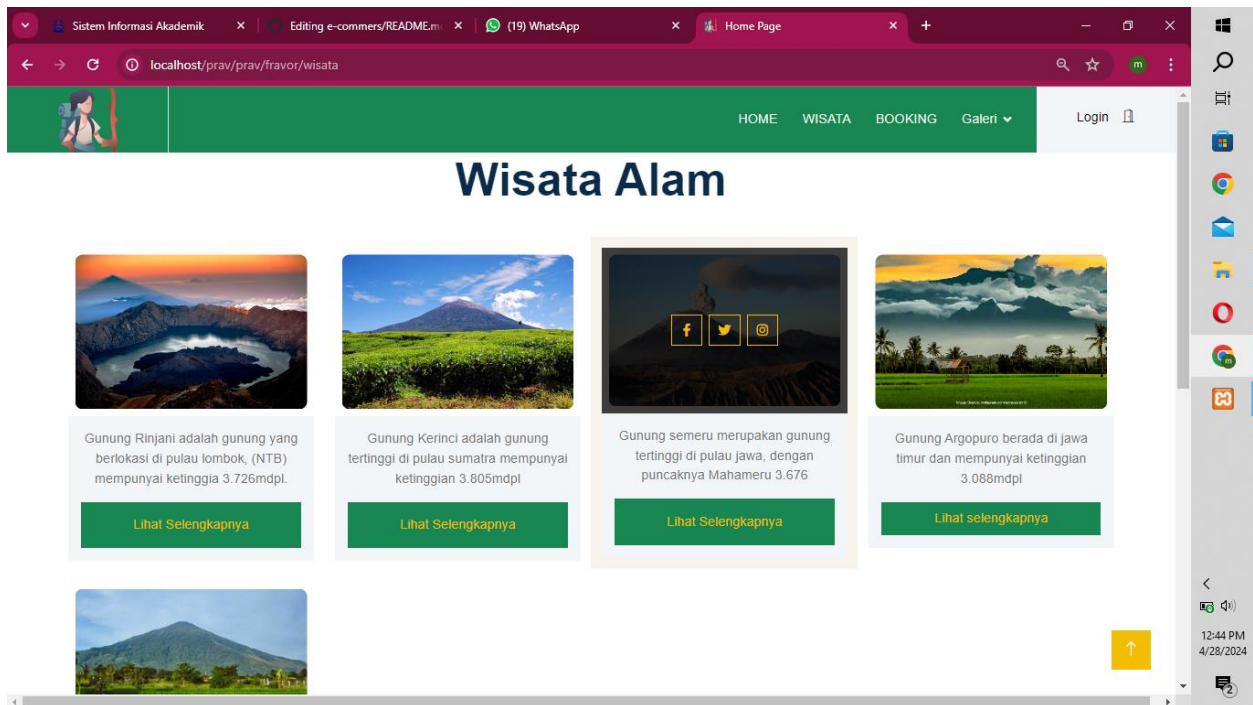 Sistem Informasi Akademik
Editing e-commers/README.m
(19) WhatsApp
Home Page
localhost/prav/prav/fravor/wisata
m
HOME WISATA BOOKING Galeri
Login
Wisata Alam
Gunung Rinjani adalah gunung yang
berlokasi di pulau lombok, (NTB)
mempunyai ketinggia 3.726mdpl.
Lihat Selengkapnya
Gunung Kerinci adalah gunung
tertinggi di pulau sumatra mempunyai
ketinggian 3.805mdpl
Lihat Selengkapnya
Gunung semeru merupakan gunung
tertinggi di pulau jawa, dengan
puncaknya Mahameru 3.676
Lihat Selengkapnya
Gunung Argopuro berada di jawa
timur dan mempunyai ketinggian
3.088mdpl
Lihat selengkapnya
12:44 PM
4/28/2024
2